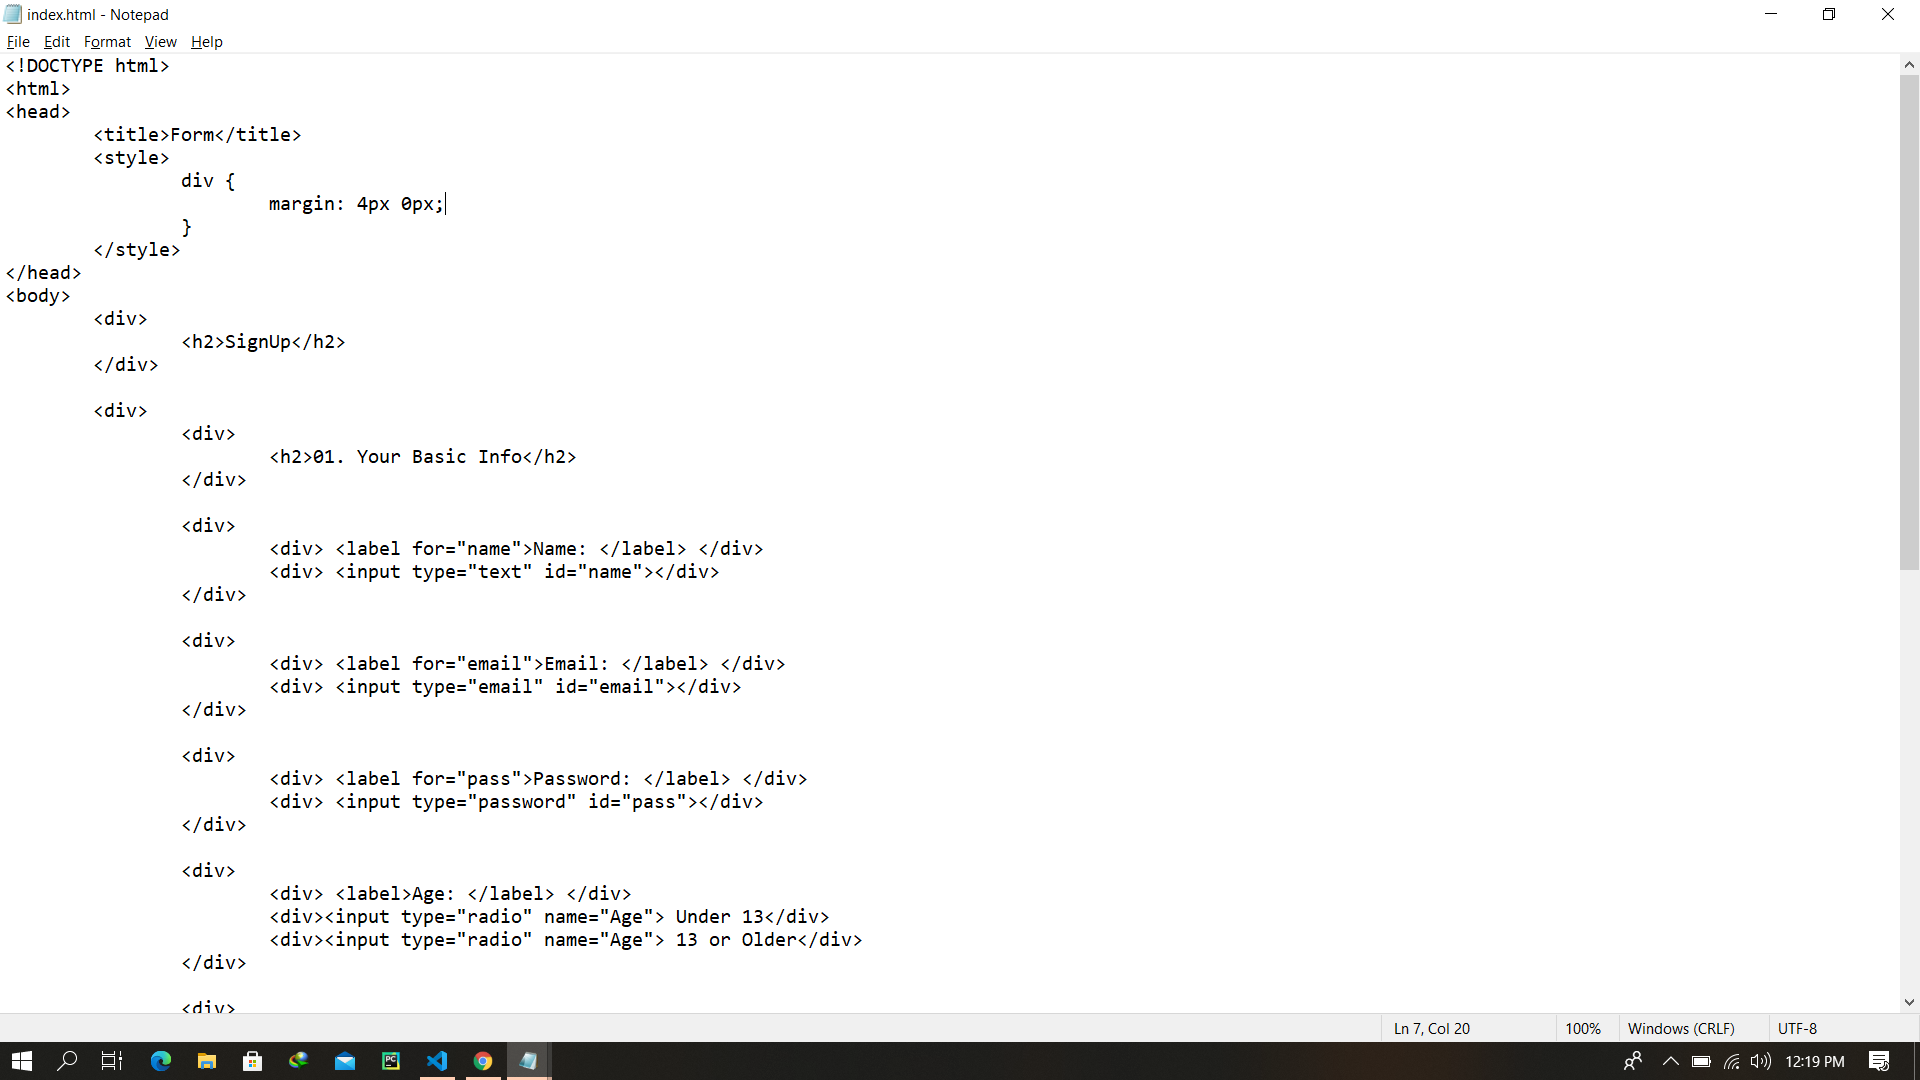 index.html - Notepad
File Edit Format View Help
<!DOCTYPE html>
<html>
<head>
<title>Form</title>
<style>
div {
margin: 4px 0px;
}
</style>
</head>
<body>
<div>
<h2>SignUp</h2>
</div>
<div>
<div>
<h2>01. Your Basic Info</h2>
</div>
<div>
<div> <label for="name">Name: </label> </div>
<div> <input type="text" id="name"></div>
</div>
<div>
<div> <label for="email">Email: </label> </div>
<div> <input type="email" id="email"></div>
</div>
<div>
<div> <label for="pass">Password: </label> </div>
<div> <input type="password" id="pass"></div>
</div>
<div>
<div> <label>Age: </label> </div>
<div><input type="radio" name="Age"> Under 13</div>
<div><input type="radio" name="Age"> 13 or Older</div>
</div>
<div>
Ln 7, Col 20 100% Windows (CRLF) UTF-8
PC 12:19 PM